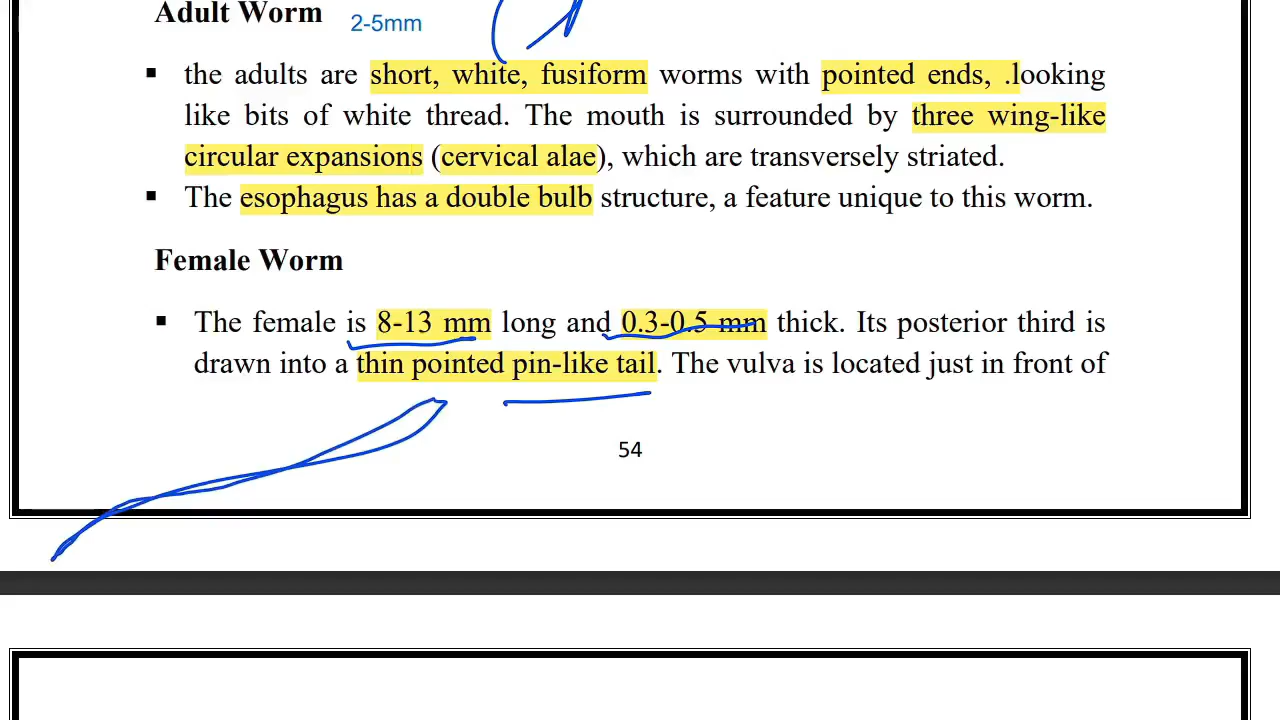 Adult Worm 2-5mm
▪ the adults are short, white, fusiform worms with pointed ends, .looking
like bits of white thread. The mouth is surrounded by three wing-like
circular expansions (cervical alae), which are transversely striated.
▪ The esophagus has a double bulb structure, a feature unique to this worm.
Female Worm
▪ The female is 8-13 mm long and 0.3-0.5 mm thick. Its posterior third is
drawn into a thin pointed pin-like tail. The vulva is located just in front of
54